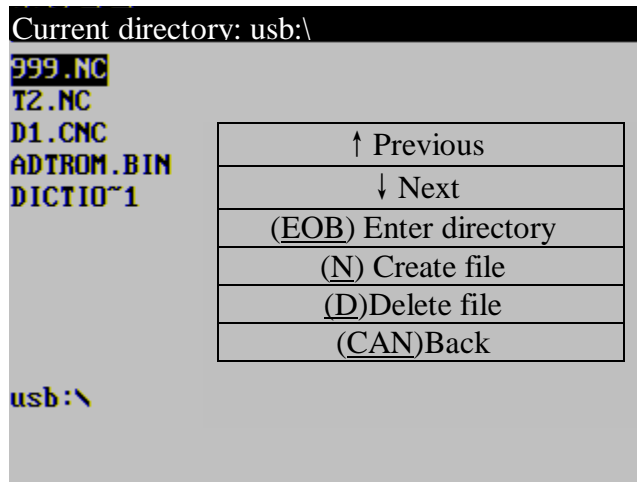 Current directory: usb:\
999.NC
T2.NC
D1.CNC
ADTROM.BIN
DICTIO~1
↑ Previous
↓ Next
(EOB) Enter directory
(N) Create file
(D)Delete file
(CAN)Back
usb:\